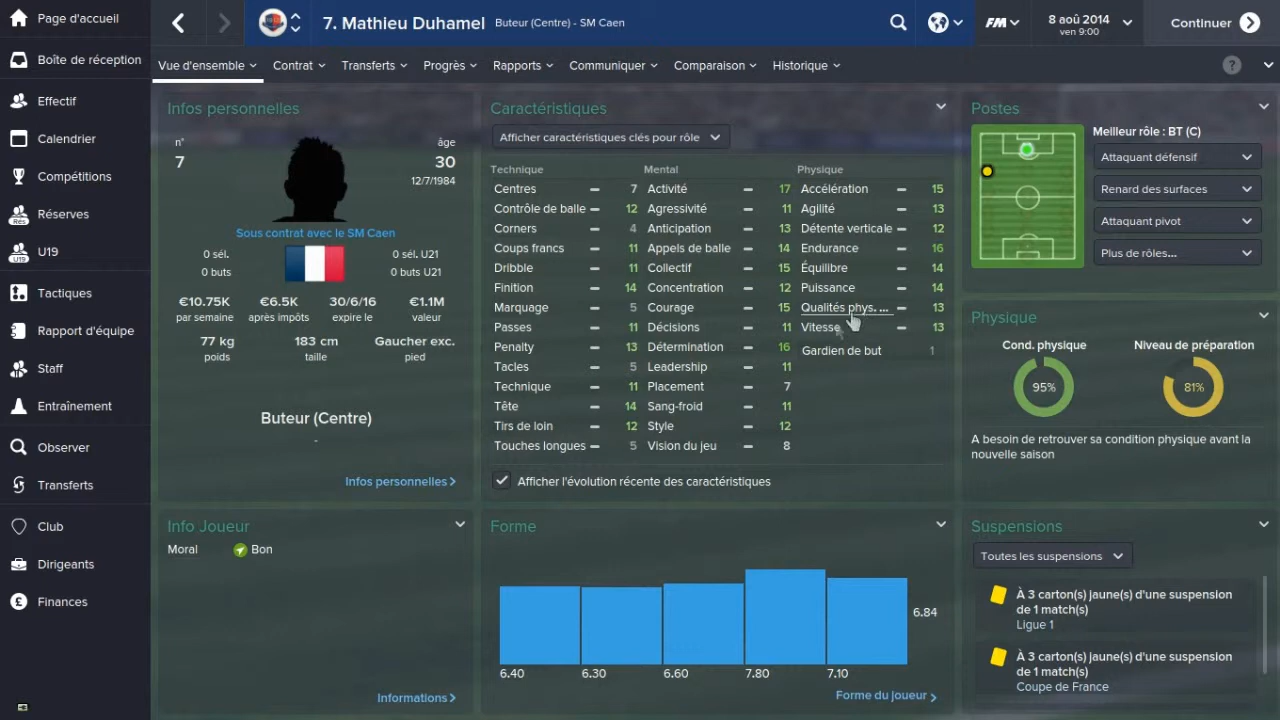 Page d'accueil
Boîte de réception
Effectif
Calendrier
Compétitions
Rés
Réserves
U19
U19
Tactiques
Rapport d'équipe
Staff
Entraînement
Observer
Transferts
Club
Dirigeants
£ Finances
7. Mathieu Duhamel Buteur (Centre) - SM Caen
FM
8 aoû 2014
ven 9:00
Continuer
Vue d'ensemble Contrat Transferts Progrès Rapports Communiquer Comparaison Historique ?
Infos personnelles
n°
7
âge
30
12/7/1984
Sous contrat avec le SM Caen
0 sél.
0 buts
0 sél. U21
0 buts U21
€10.75K €6.5K 30/6/16 €1.1M
par semaine après impôts expire le valeur
77 kg 183 cm Gaucher exc.
poids taille pied
Buteur (Centre)
-
Infos personnelles
Caractéristiques
Afficher caractéristiques clés pour rôle
Technique Mental Physique
Centres 7 Activité 17 Accélération 15
Contrôle de balle 12 Agressivité 11 Agilité 13
Corners 4 Anticipation 13 Détente verticale 12
Coups francs 11 Appels de balle 14 Endurance 16
Dribble 11 Collectif 15 Équilibre 14
Finition 14 Concentration 12 Puissance 14
Marquage 5 Courage 15 Qualités phys. ... 13
Passes 11 Décisions 11 Vitesse 13
Penalty 13 Détermination 16 Gardien de but 1
Tacles 5 Leadership 11
Technique 11 Placement 7
Tête 14 Sang-froid 11
Tirs de loin 12 Style 12
Touches longues 5 Vision du jeu 8
Afficher l'évolution récente des caractéristiques
Postes
Meilleur rôle : BT (C)
Attaquant défensif
Renard des surfaces
Attaquant pivot
Plus de rôles...
Physique
Cond. physique Niveau de préparation
95% 81%
A besoin de retrouver sa condition physique avant la
nouvelle saison
Info Joueur
Moral Bon
Informations
Forme
6.84
6.40 6.30 6.60 7.80 7.10
Forme du joueur
Suspensions
Toutes les suspensions
À 3 carton(s) jaune(s) d'une suspension
de 1 match(s)
Ligue 1
À 3 carton(s) jaune(s) d'une suspension
de 1 match(s)
Coupe de France